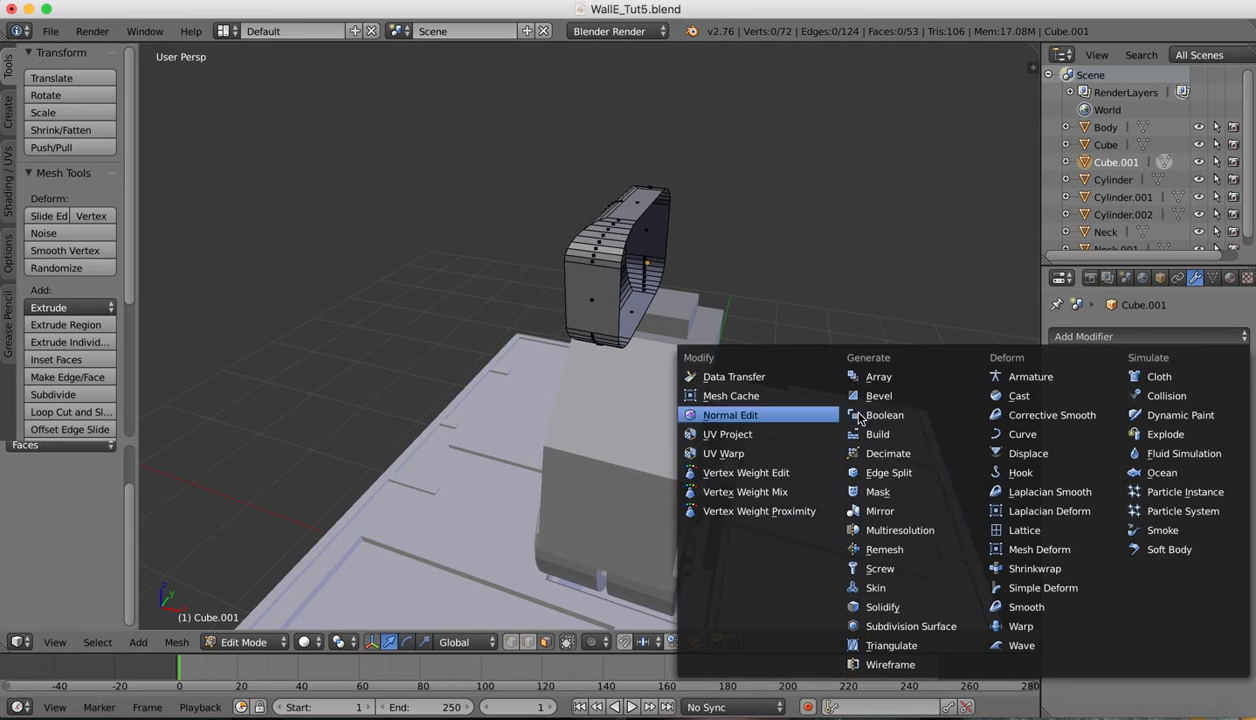 WallE_Tut5.blend
File Render Window Help Default Scene Blender Render v2.76 | Verts:0/72 | Edges:0/124 | Faces:0/53 | Tris:106 | Mem:17.08M | Cube.001
Transform
Translate
Rotate
Scale
Shrink/Fatten
Push/Pull
Mesh Tools
Deform:
Slide Ed Vertex
Noise
Smooth Vertex
Randomize
Add:
Extrude
Extrude Region
Extrude Individ...
Inset Faces
Make Edge/Face
Subdivide
Loop Cut and Sl...
Offset Edge Slide
Faces
Tools
Create
Shading / UVs
Options
Grease Pencil
User Persp
(1) Cube.001
View Search All Scenes
Scene
RenderLayers
World
Body
Cube
Cube.001
Cylinder
Cylinder.001
Cylinder.002
Neck
Neck.001
Cube.001
Add Modifier
Modify
Data Transfer
Mesh Cache
Normal Edit
UV Project
UV Warp
Vertex Weight Edit
Vertex Weight Mix
Vertex Weight Proximity
Generate
Array
Bevel
Boolean
Build
Decimate
Edge Split
Mask
Mirror
Multiresolution
Remesh
Screw
Skin
Solidify
Subdivision Surface
Triangulate
Wireframe
Deform
Armature
Cast
Corrective Smooth
Curve
Displace
Hook
Laplacian Smooth
Laplacian Deform
Lattice
Mesh Deform
Shrinkwrap
Simple Deform
Smooth
Warp
Wave
Simulate
Cloth
Collision
Dynamic Paint
Explode
Fluid Simulation
Ocean
Particle Instance
Particle System
Smoke
Soft Body
View Select Add Mesh Edit Mode Global
-40 -20 0 20 40 60 80 100 120 140 160 180 200 220 240 260 280
View Marker Frame Playback Start: 1 End: 250 1 No Sync